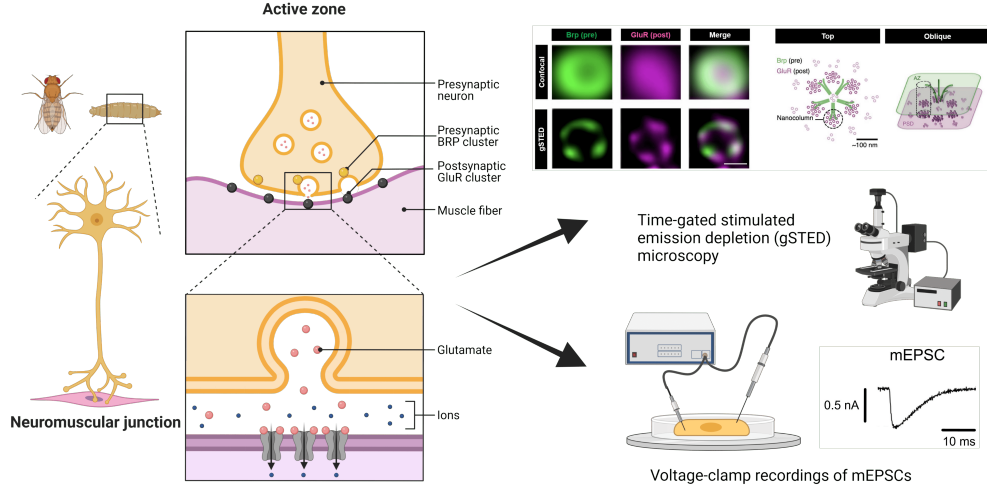 Active zone
Presynaptic
neuron
Presynaptic
BRP cluster
Postsynaptic
GluR cluster
Muscle fiber
Neuromuscular junction
Glutamate
Ions
Brp (pre)
GluR (post)
Merge
Confocal
gSTED
Top
Oblique
Brp (pre)
GluR (post)
Nanocolumn
~100 nm
AZ
PSD
Time-gated stimulated
emission depletion (gSTED)
microscopy
mEPSC
0.5 nA
10 ms
Voltage-clamp recordings of mEPSCs